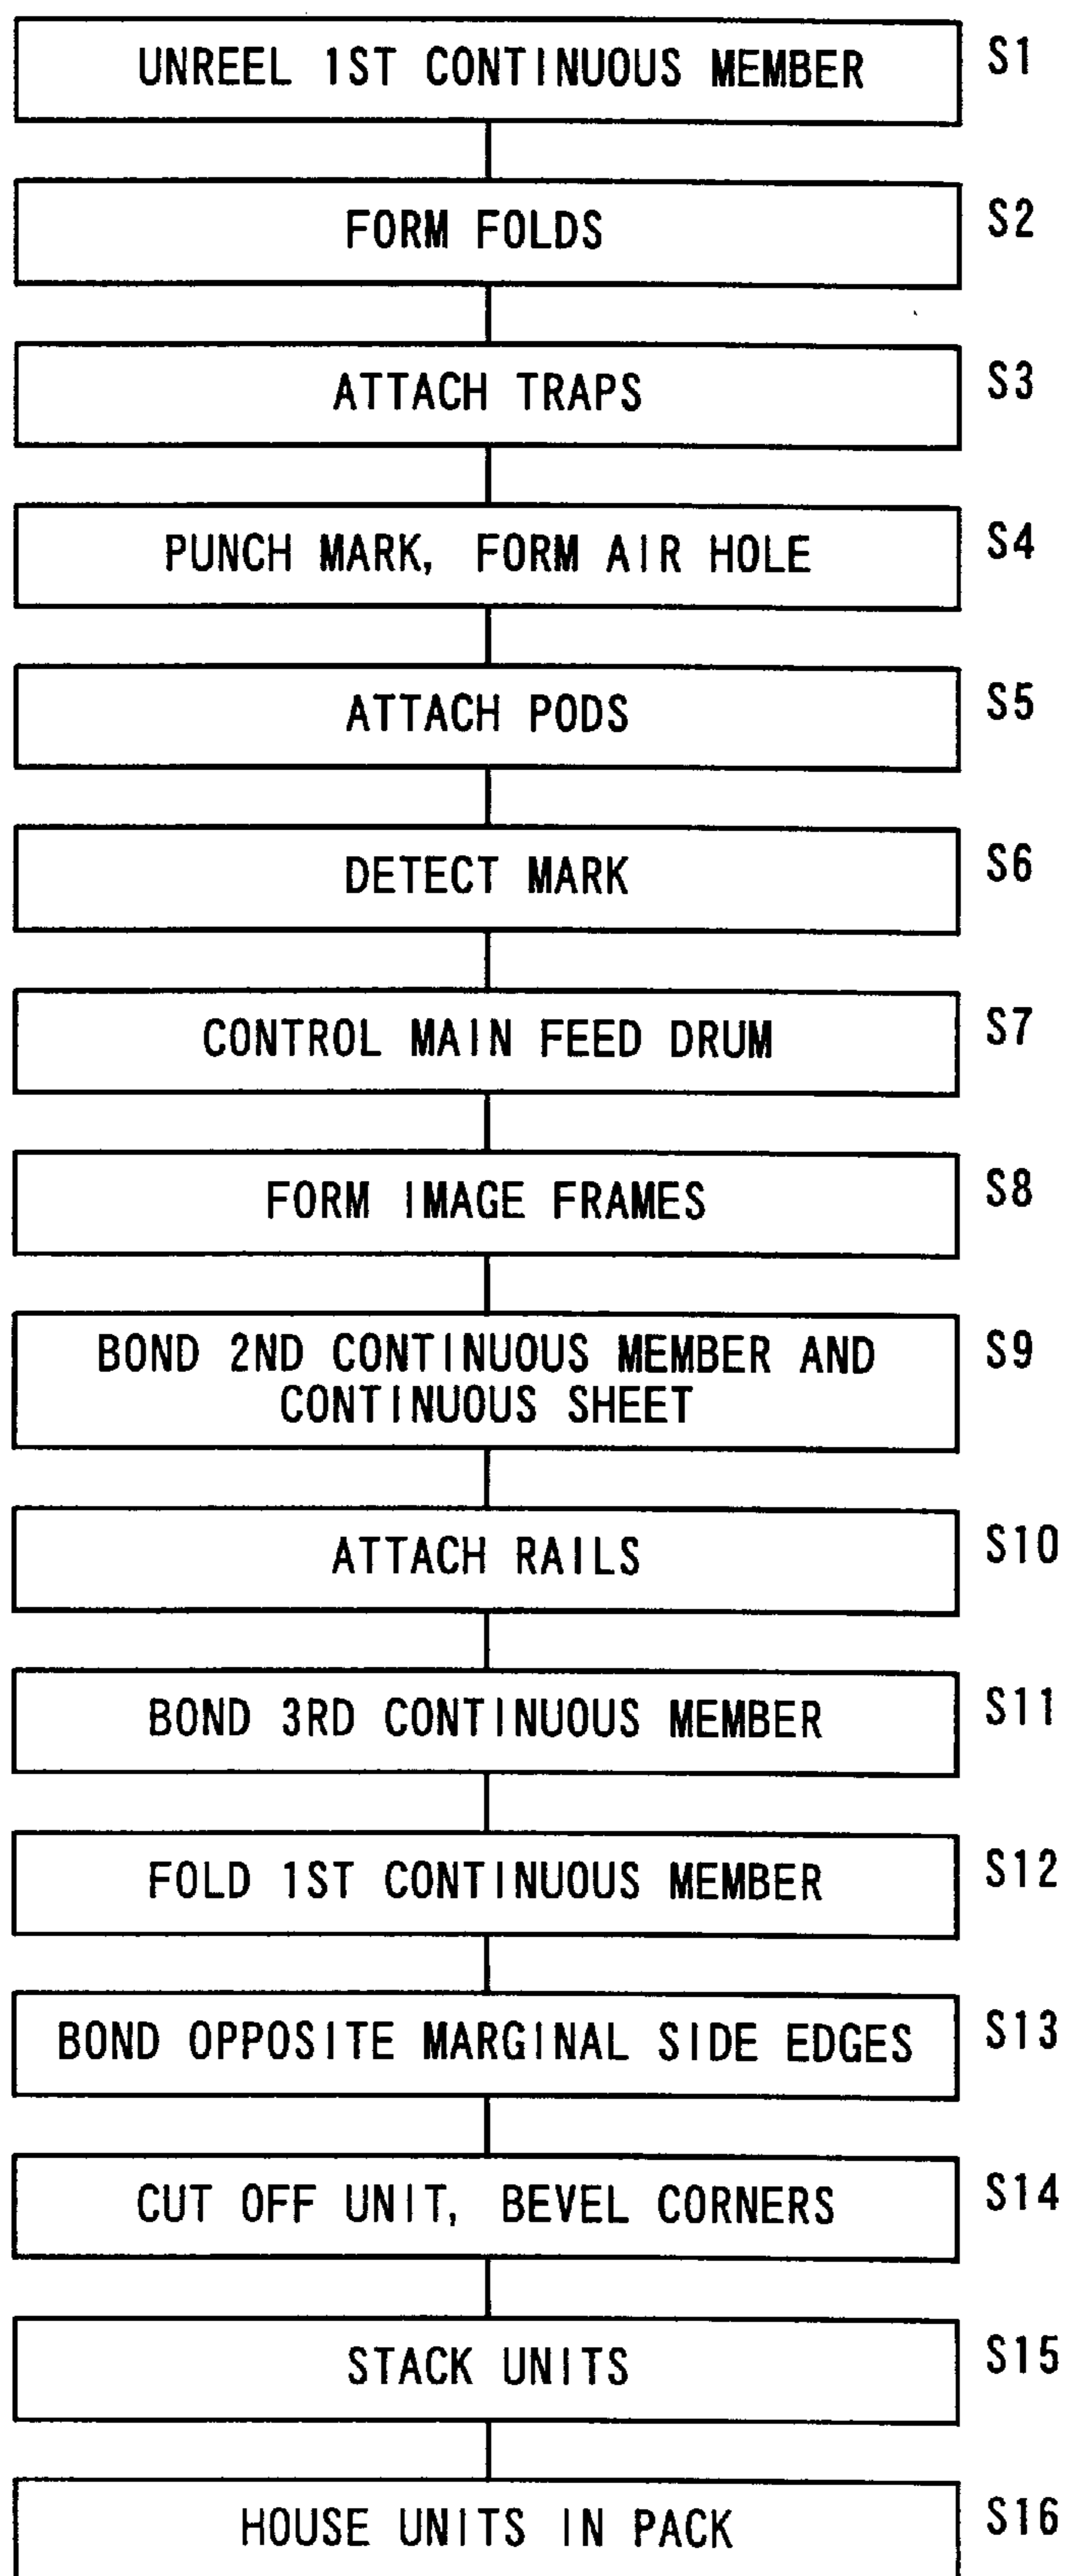 UNREEL 1ST CONTINUOUS MEMBER S1
FORM FOLDS S2
ATTACH TRAPS S3
PUNCH MARK, FORM AIR HOLE S4
ATTACH PODS S5
DETECT MARK S6
CONTROL MAIN FEED DRUM S7
FORM IMAGE FRAMES S8
BOND 2ND CONTINUOUS MEMBER AND S9
CONTINUOUS SHEET
ATTACH RAILS S10
BOND 3RD CONTINUOUS MEMBER S11
FOLD 1ST CONTINUOUS MEMBER S12
BOND OPPOSITE MARGINAL SIDE EDGES S13
CUT OFF UNIT, BEVEL CORNERS S14
STACK UNITS S15
HOUSE UNITS IN PACK S16